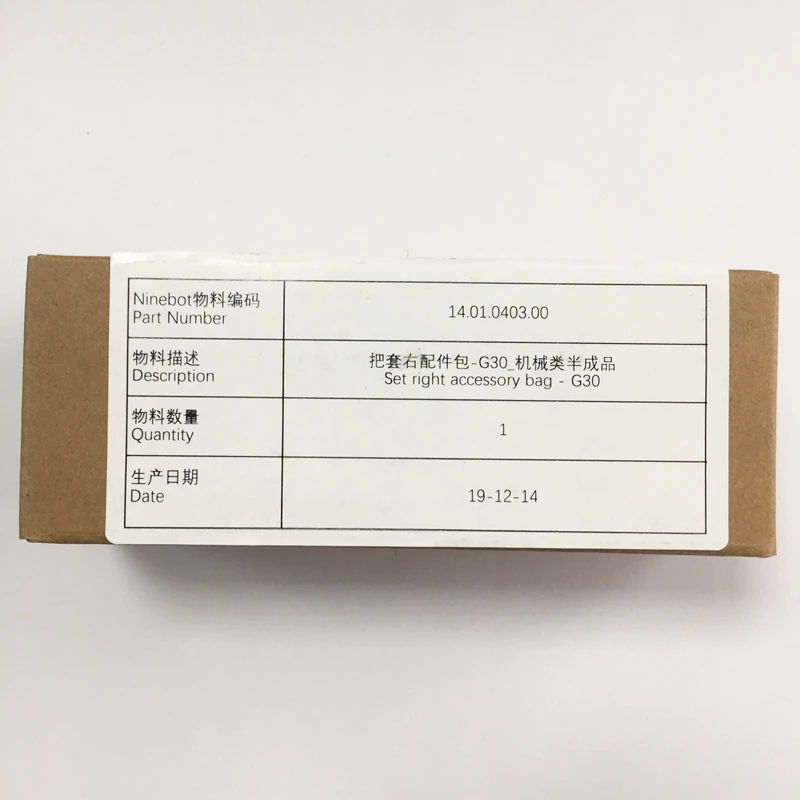 Ninebot物料编码
Part Number
14.01.0403.00
物料描述
Description
把套右配件包-G30_机械类半成品
Set right accessory bag - G30
物料数量
Quantity
1
生产日期
Date
19-12-14